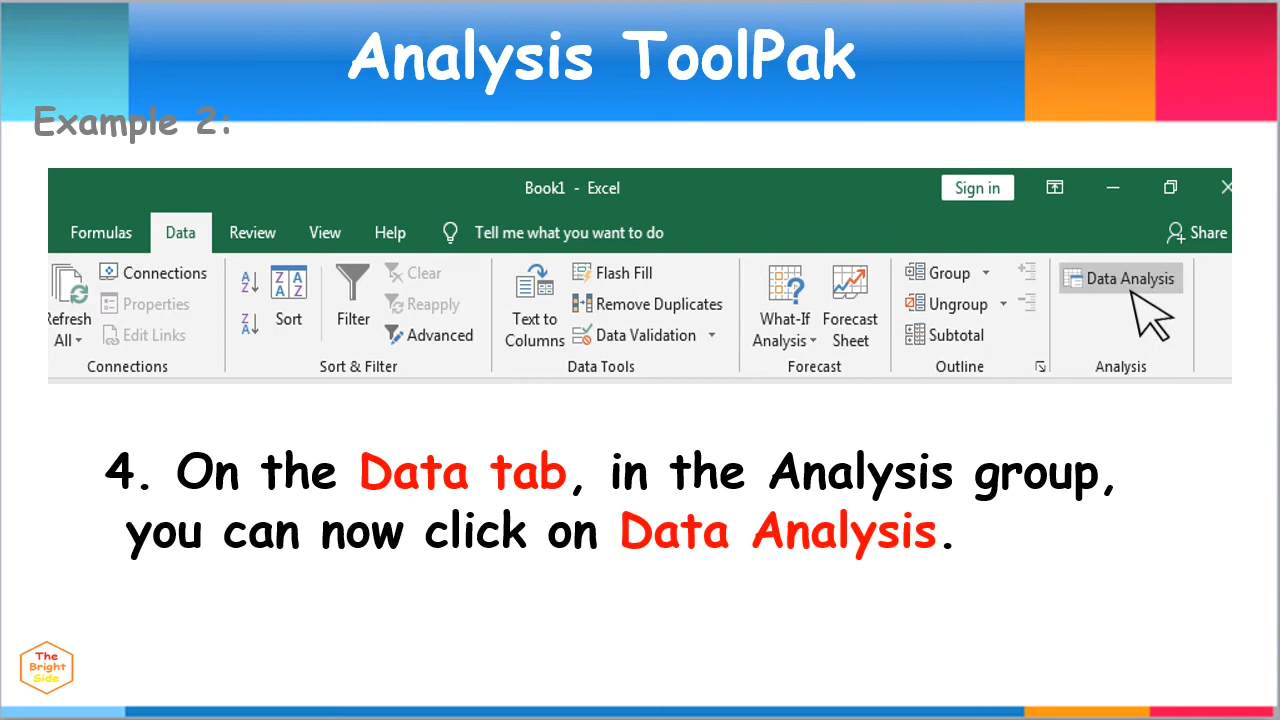 Analysis ToolPak
Example 2:
Book1 - Excel
Sign in
Formulas Data Review View Help Tell me what you want to do Share
Connections Clear Flash Fill Group Data Analysis
Properties Reapply Remove Duplicates Ungroup
Refresh All Edit Links Sort Filter Advanced Text to Columns Data Validation What-If Analysis Forecast Sheet Subtotal
Connections Sort & Filter Data Tools Forecast Outline Analysis
4. On the Data tab, in the Analysis group,
you can now click on Data Analysis.
The
Bright
Side